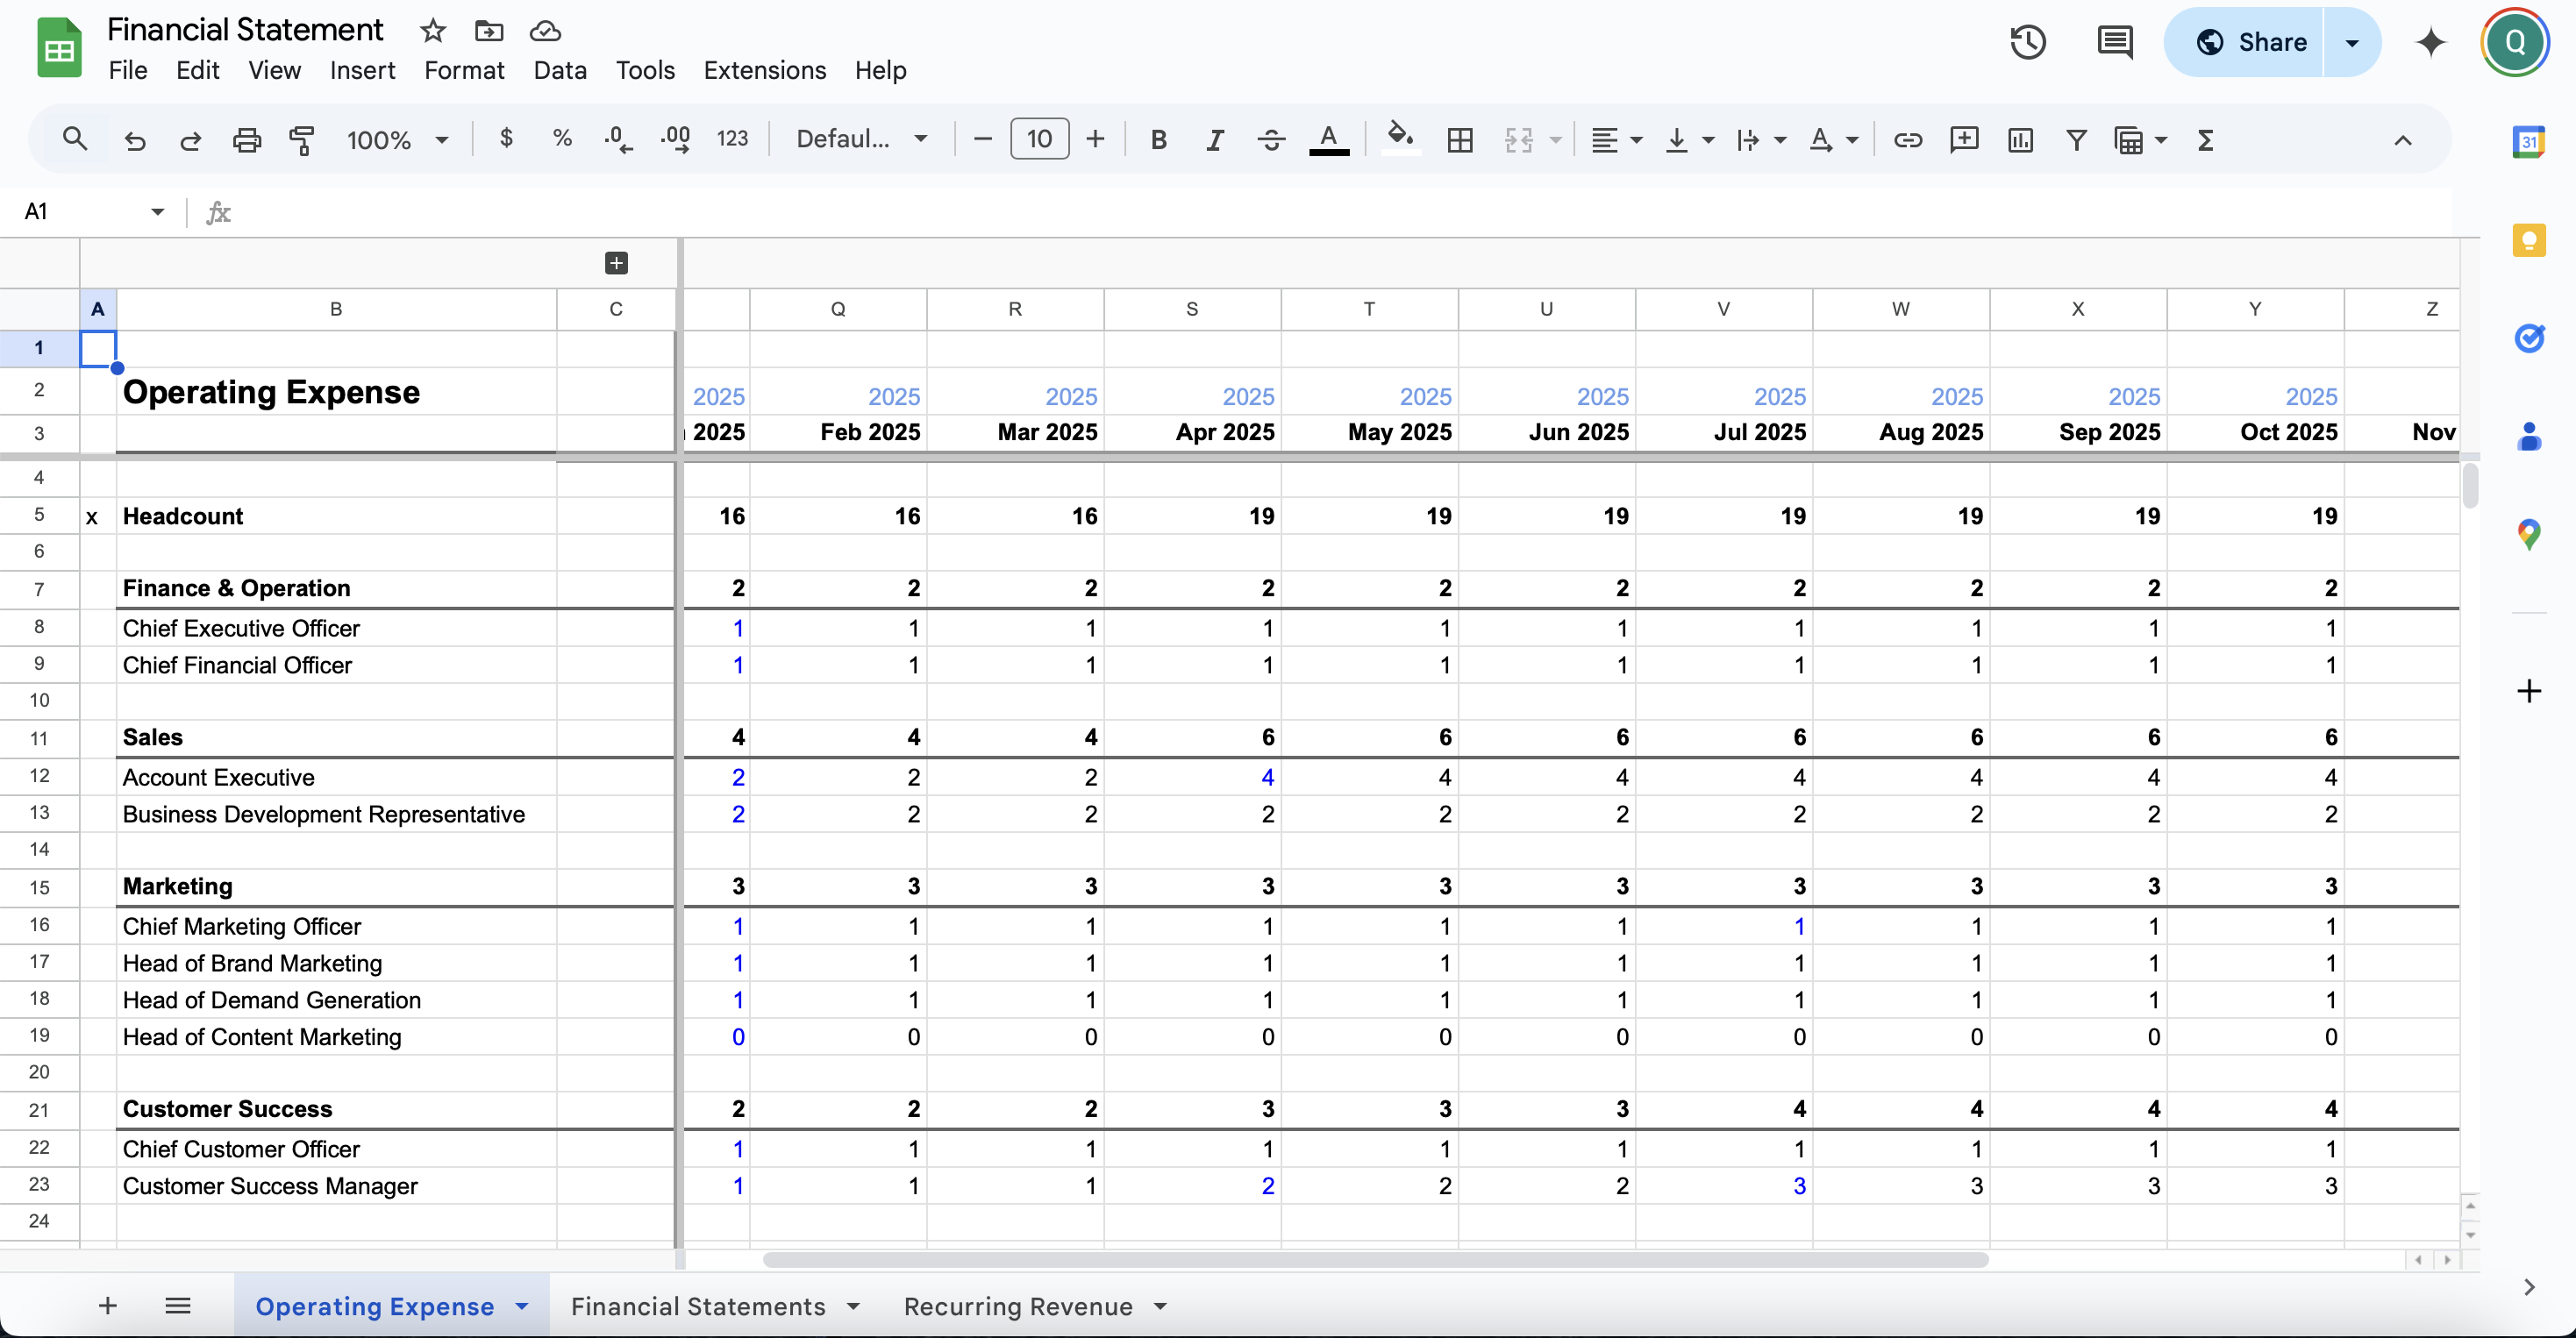 Financial Statement
File Edit View Insert Format Data Tools Extensions Help
Share
Q
100% $ % .0 .00 123 Defaul... 10 B I A
31
A1 fx
A B C Q R S T U V W X Y Z
1
2 Operating Expense 2025 2025 2025 2025 2025 2025 2025 2025 2025 2025
3 2025 Feb 2025 Mar 2025 Apr 2025 May 2025 Jun 2025 Jul 2025 Aug 2025 Sep 2025 Oct 2025 Nov
4
5 x Headcount 16 16 16 19 19 19 19 19 19 19
6
7 Finance & Operation 2 2 2 2 2 2 2 2 2 2
8 Chief Executive Officer 1 1 1 1 1 1 1 1 1 1
9 Chief Financial Officer 1 1 1 1 1 1 1 1 1 1
10
11 Sales 4 4 4 6 6 6 6 6 6 6
12 Account Executive 2 2 2 4 4 4 4 4 4 4
13 Business Development Representative 2 2 2 2 2 2 2 2 2 2
14
15 Marketing 3 3 3 3 3 3 3 3 3 3
16 Chief Marketing Officer 1 1 1 1 1 1 1 1 1 1
17 Head of Brand Marketing 1 1 1 1 1 1 1 1 1 1
18 Head of Demand Generation 1 1 1 1 1 1 1 1 1 1
19 Head of Content Marketing 0 0 0 0 0 0 0 0 0 0
20
21 Customer Success 2 2 2 3 3 3 4 4 4 4
22 Chief Customer Officer 1 1 1 1 1 1 1 1 1 1
23 Customer Success Manager 1 1 1 2 2 2 3 3 3 3
24
Operating Expense Financial Statements Recurring Revenue